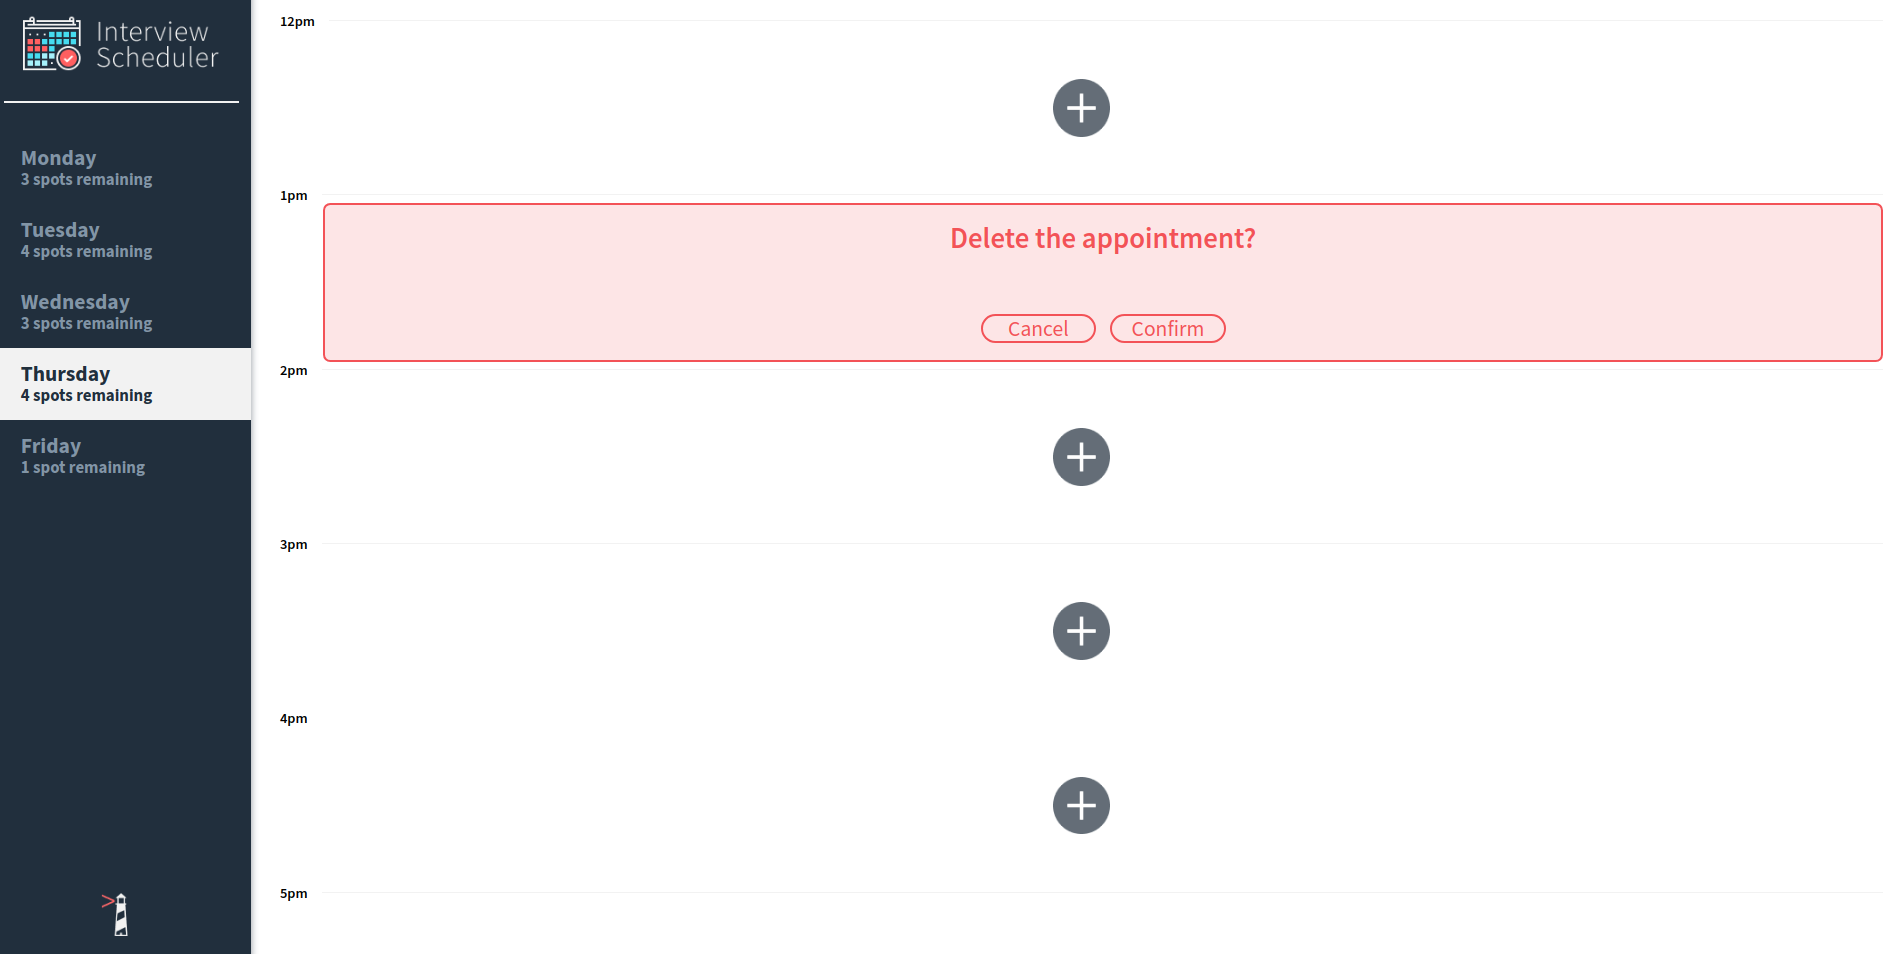 Interview
Scheduler
Monday
3 spots remaining
Tuesday
4 spots remaining
Wednesday
3 spots remaining
Thursday
4 spots remaining
Friday
1 spot remaining
12pm
1pm
Delete the appointment?
Cancel Confirm
2pm
3pm
4pm
5pm